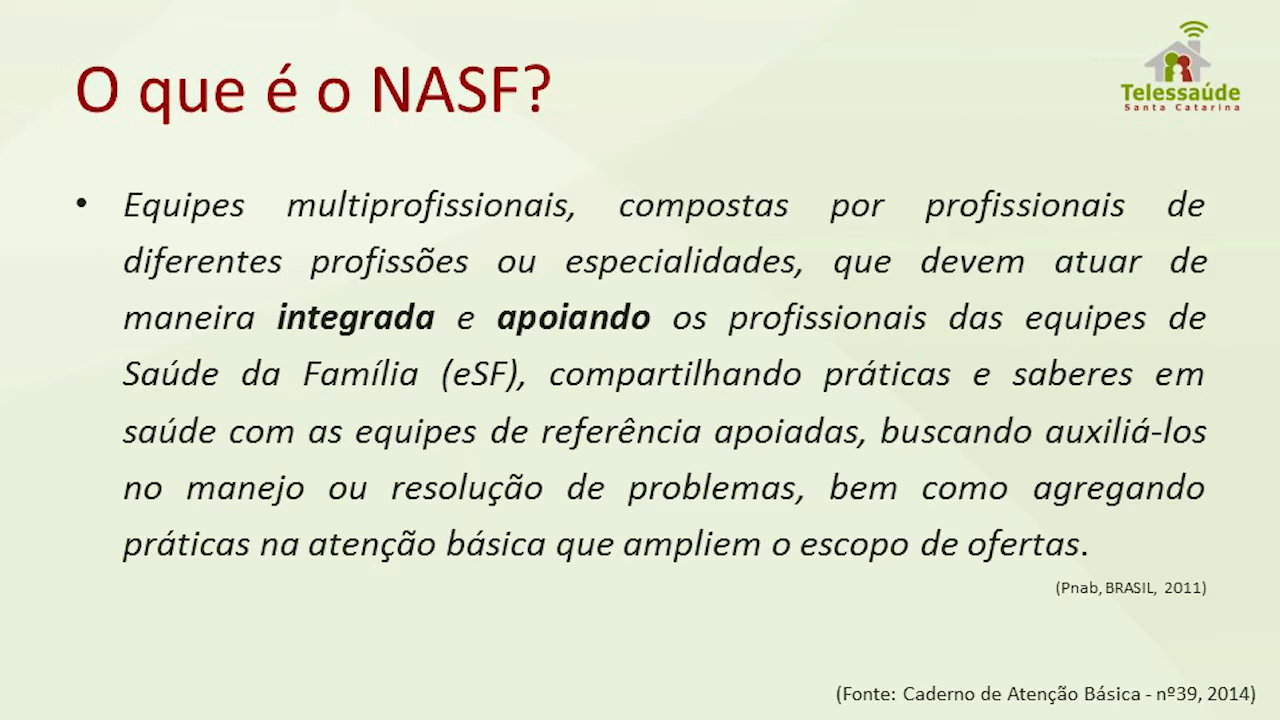 O que é o NASF?
Telessaúde
Santa Catarina
• Equipes multiprofissionais, compostas por profissionais de
diferentes profissões ou especialidades, que devem atuar de
maneira integrada e apoiando os profissionais das equipes de
Saúde da Família (eSF), compartilhando práticas e saberes em
saúde com as equipes de referência apoiadas, buscando auxiliá-los
no manejo ou resolução de problemas, bem como agregando
práticas na atenção básica que ampliem o escopo de ofertas.
(Pnab, BRASIL, 2011)
(Fonte: Caderno de Atenção Básica - nº39, 2014)